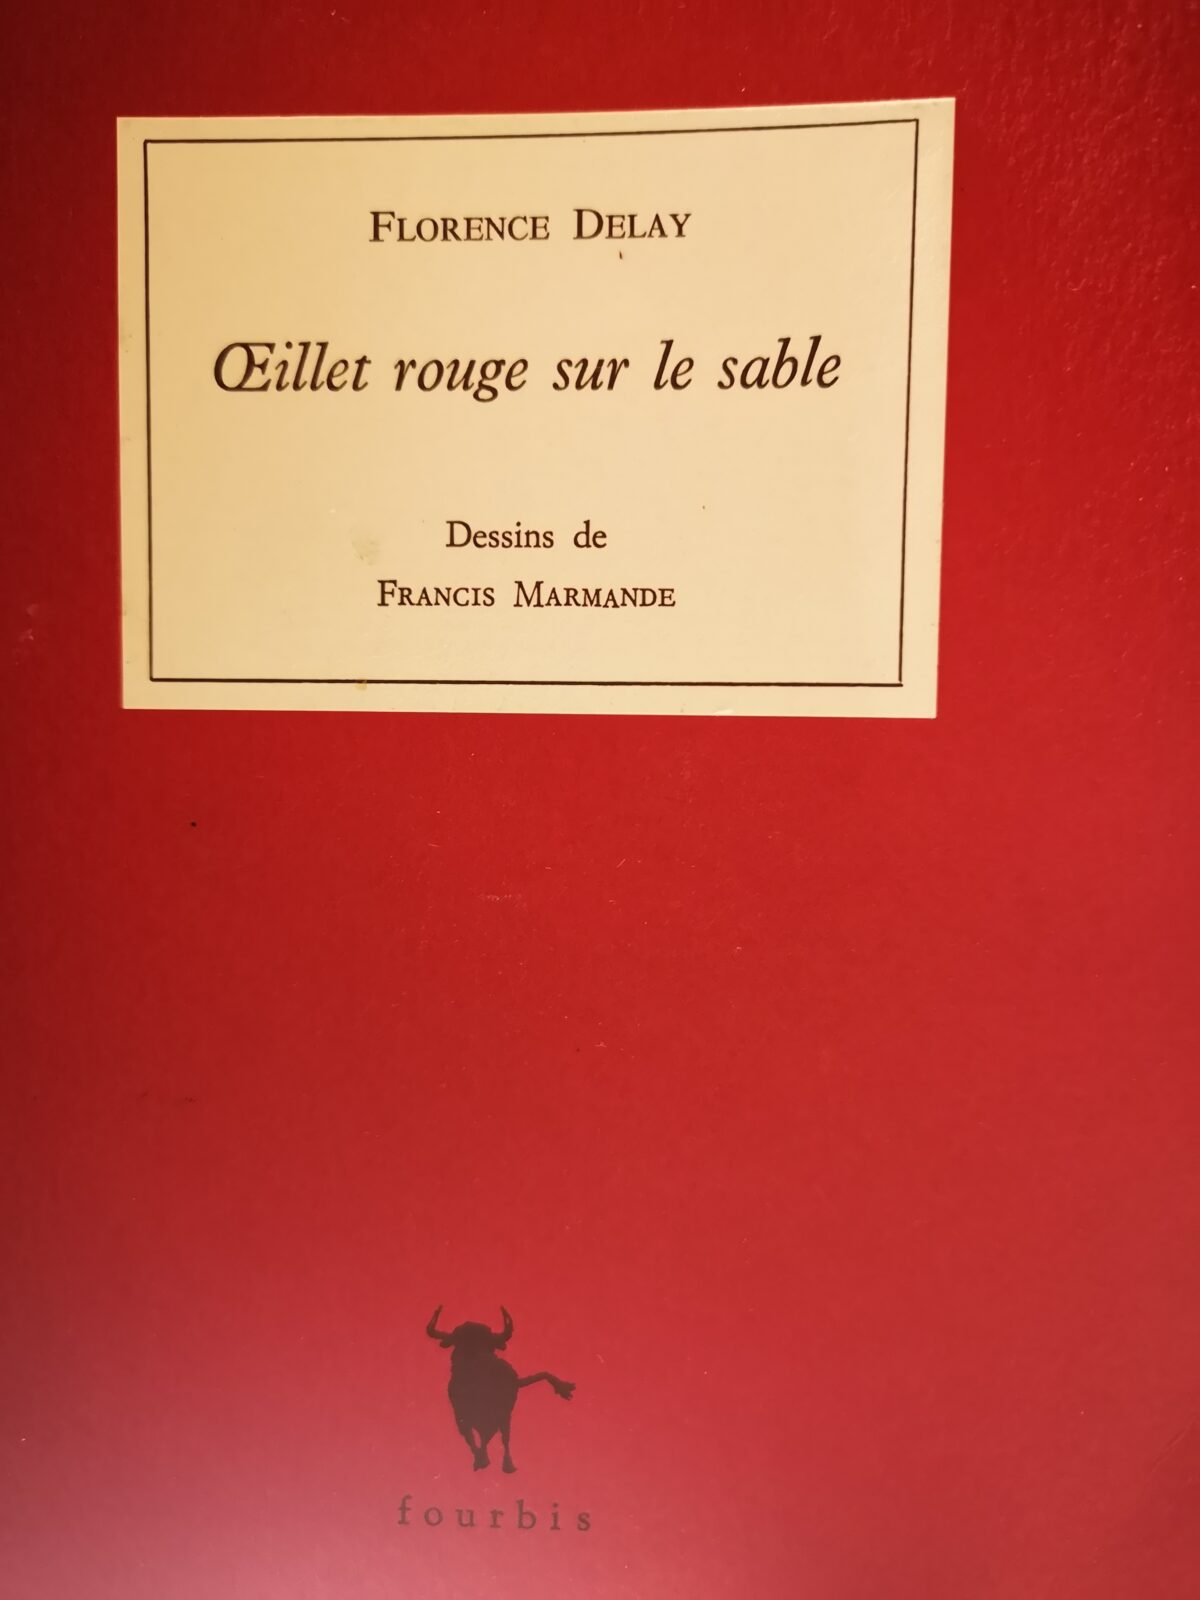 FLORENCE DELAY
Œillet rouge sur le sable
Dessins de
FRANCIS MARMANDE
fourbis